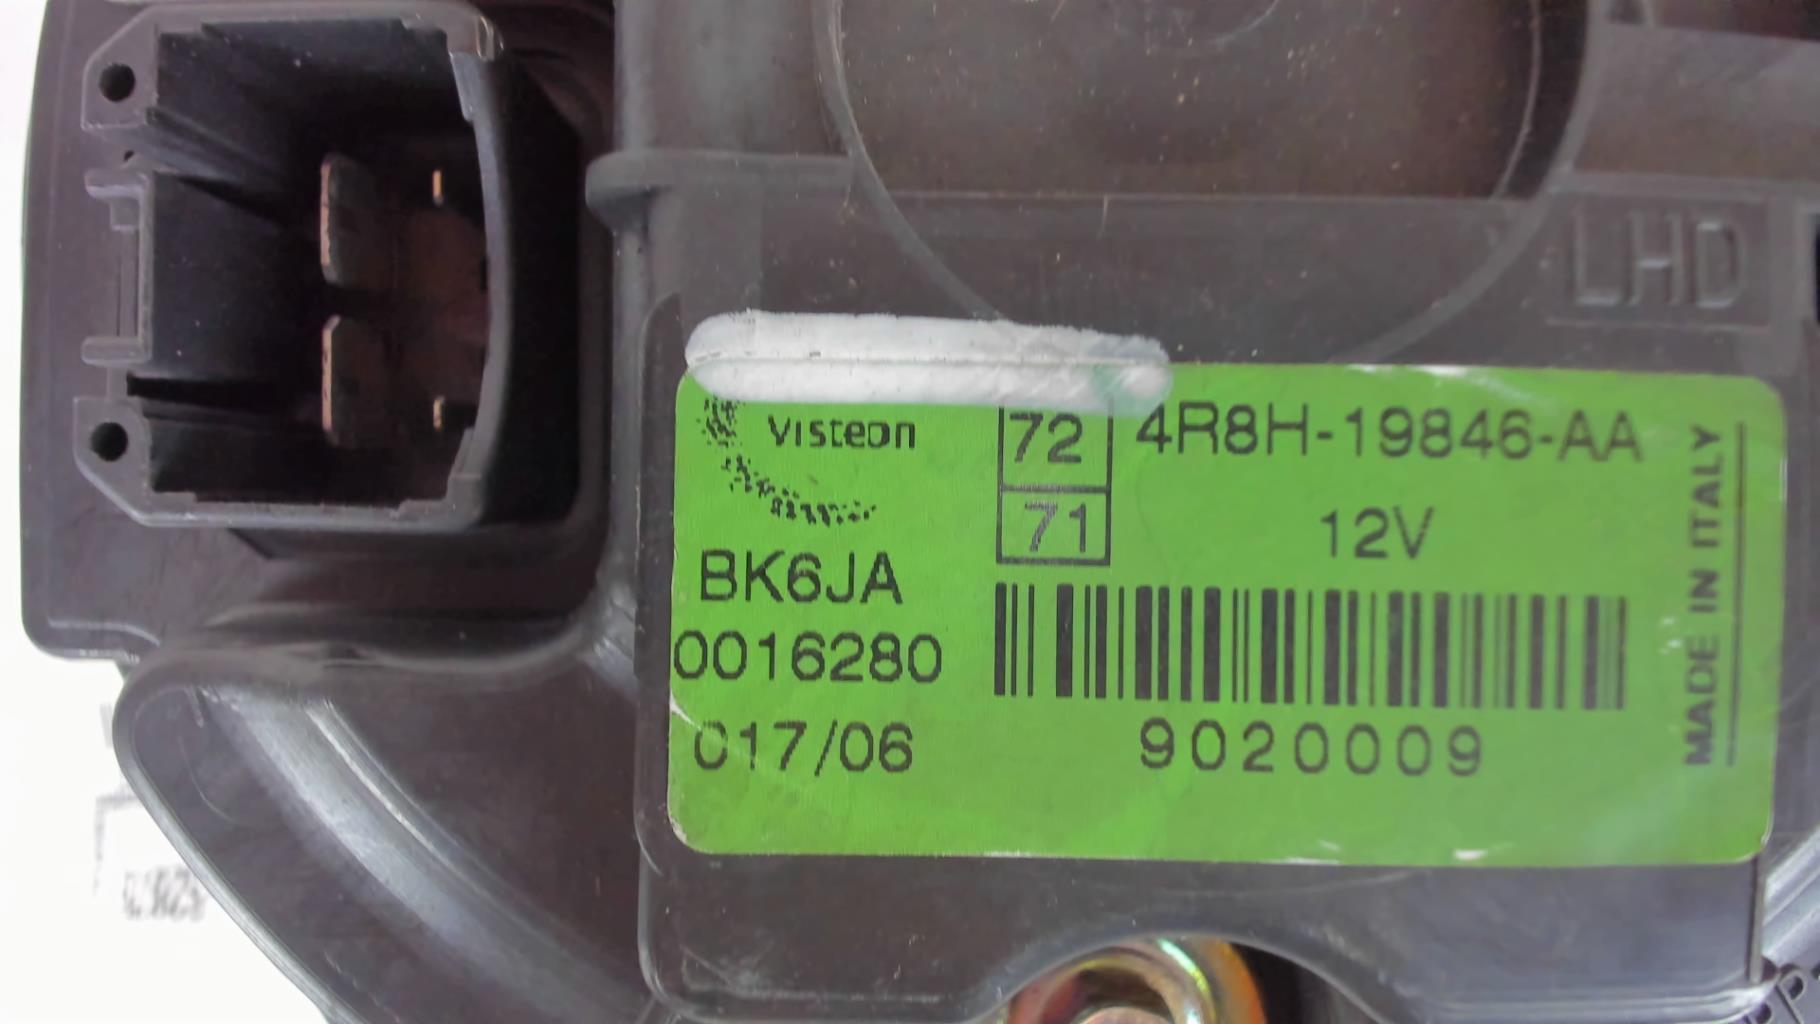 LHD
Visteon
72
4R8H-19846-AA
71
12V
BK6JA
0016280
017/06
9020009
MADE IN ITALY